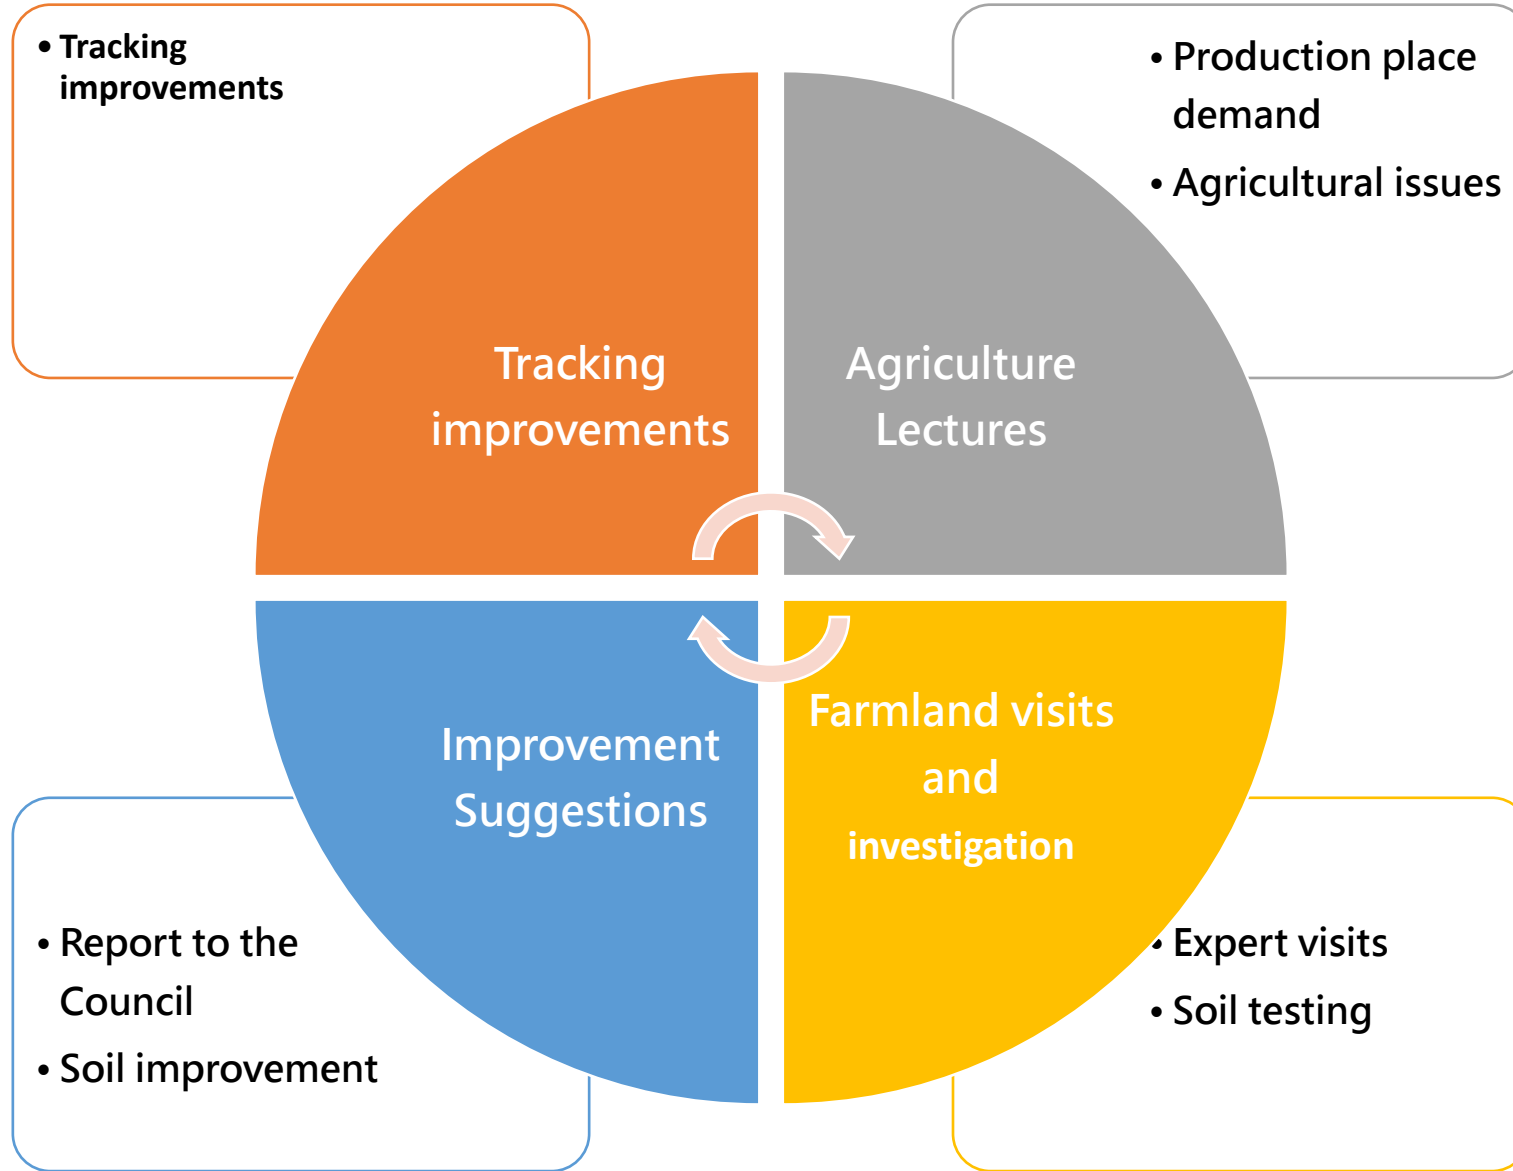 • Tracking
improvements
• Production place
demand
• Agricultural issues
Tracking
improvements
Agriculture
Lectures
Improvement
Suggestions
Farmland visits
and
investigation
• Report to the
Council
• Soil improvement
• Expert visits
• Soil testing